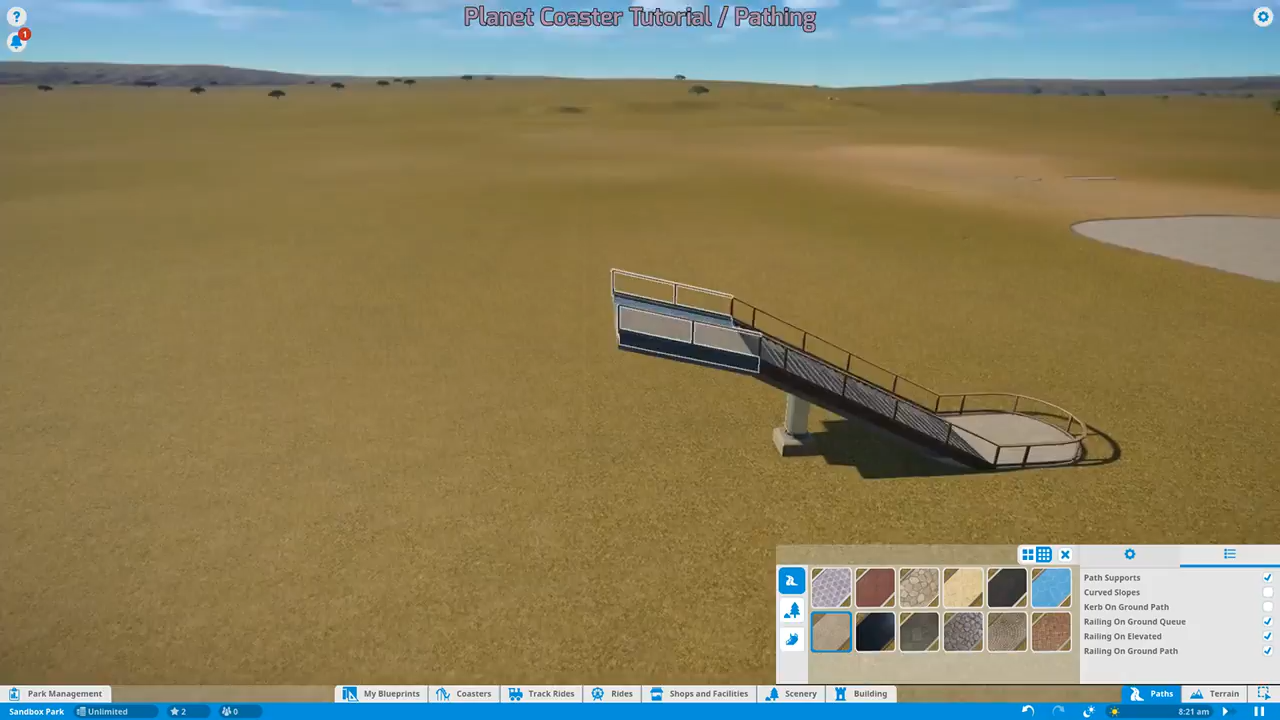 Planet Coaster Tutorial / Pathing
?
1
Path Supports
Curved Slopes
Kerb On Ground Path
Railing On Ground Queue
Railing On Elevated
Railing On Ground Path
Park Management
My Blueprints
Coasters
Track Rides
Rides
Shops and Facilities
Scenery
Building
Paths
Terrain
Sandbox Park
Unlimited
2
0
8:21 am